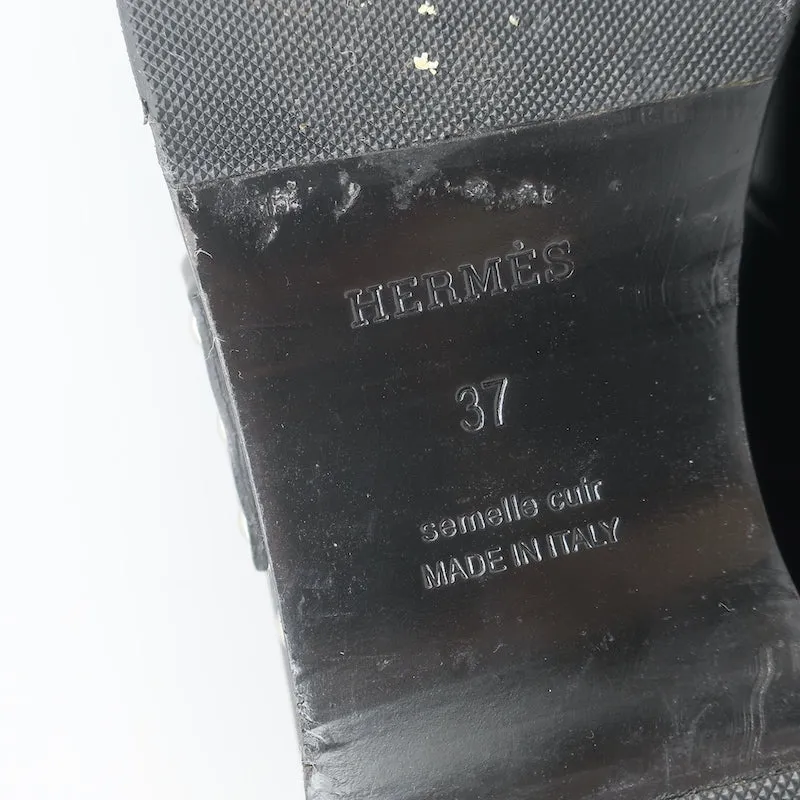 HERMÈS
37
semelle cuir
MADE IN ITALY